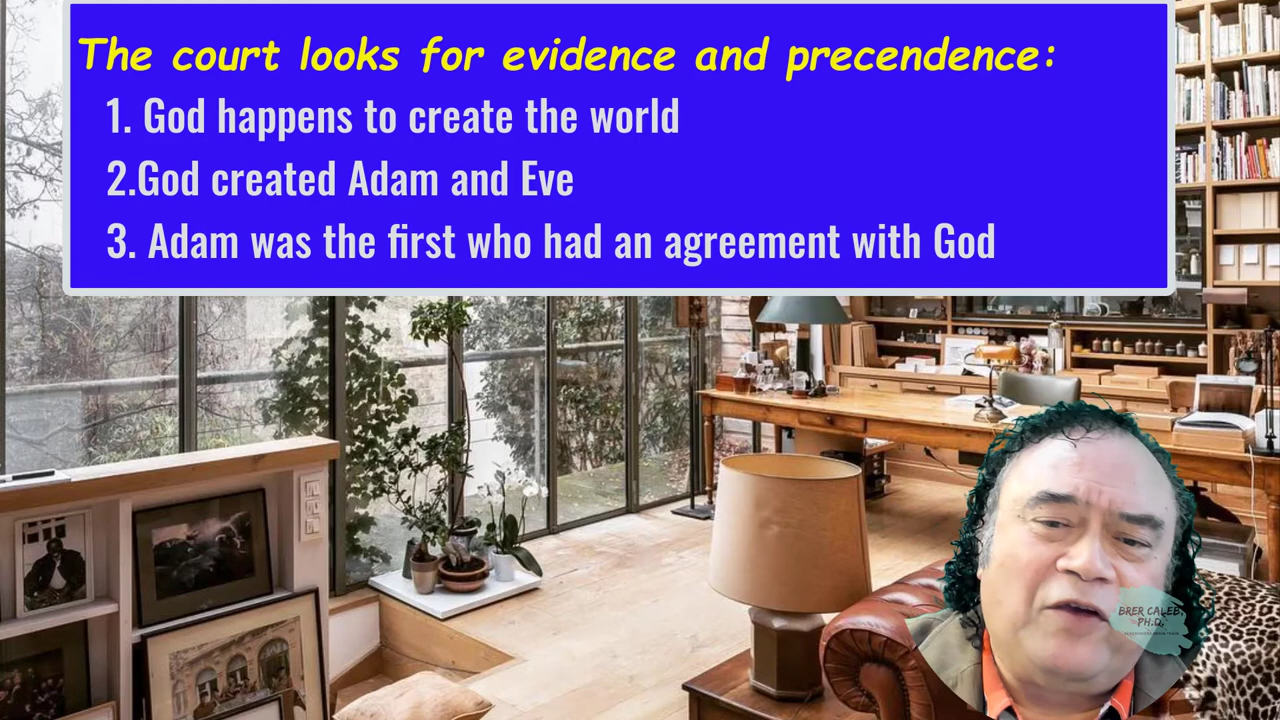 The court looks for evidence and precendence:
1. God happens to create the world
2.God created Adam and Eve
3. Adam was the first who had an agreement with God
BRER CALEB,
PH.D.